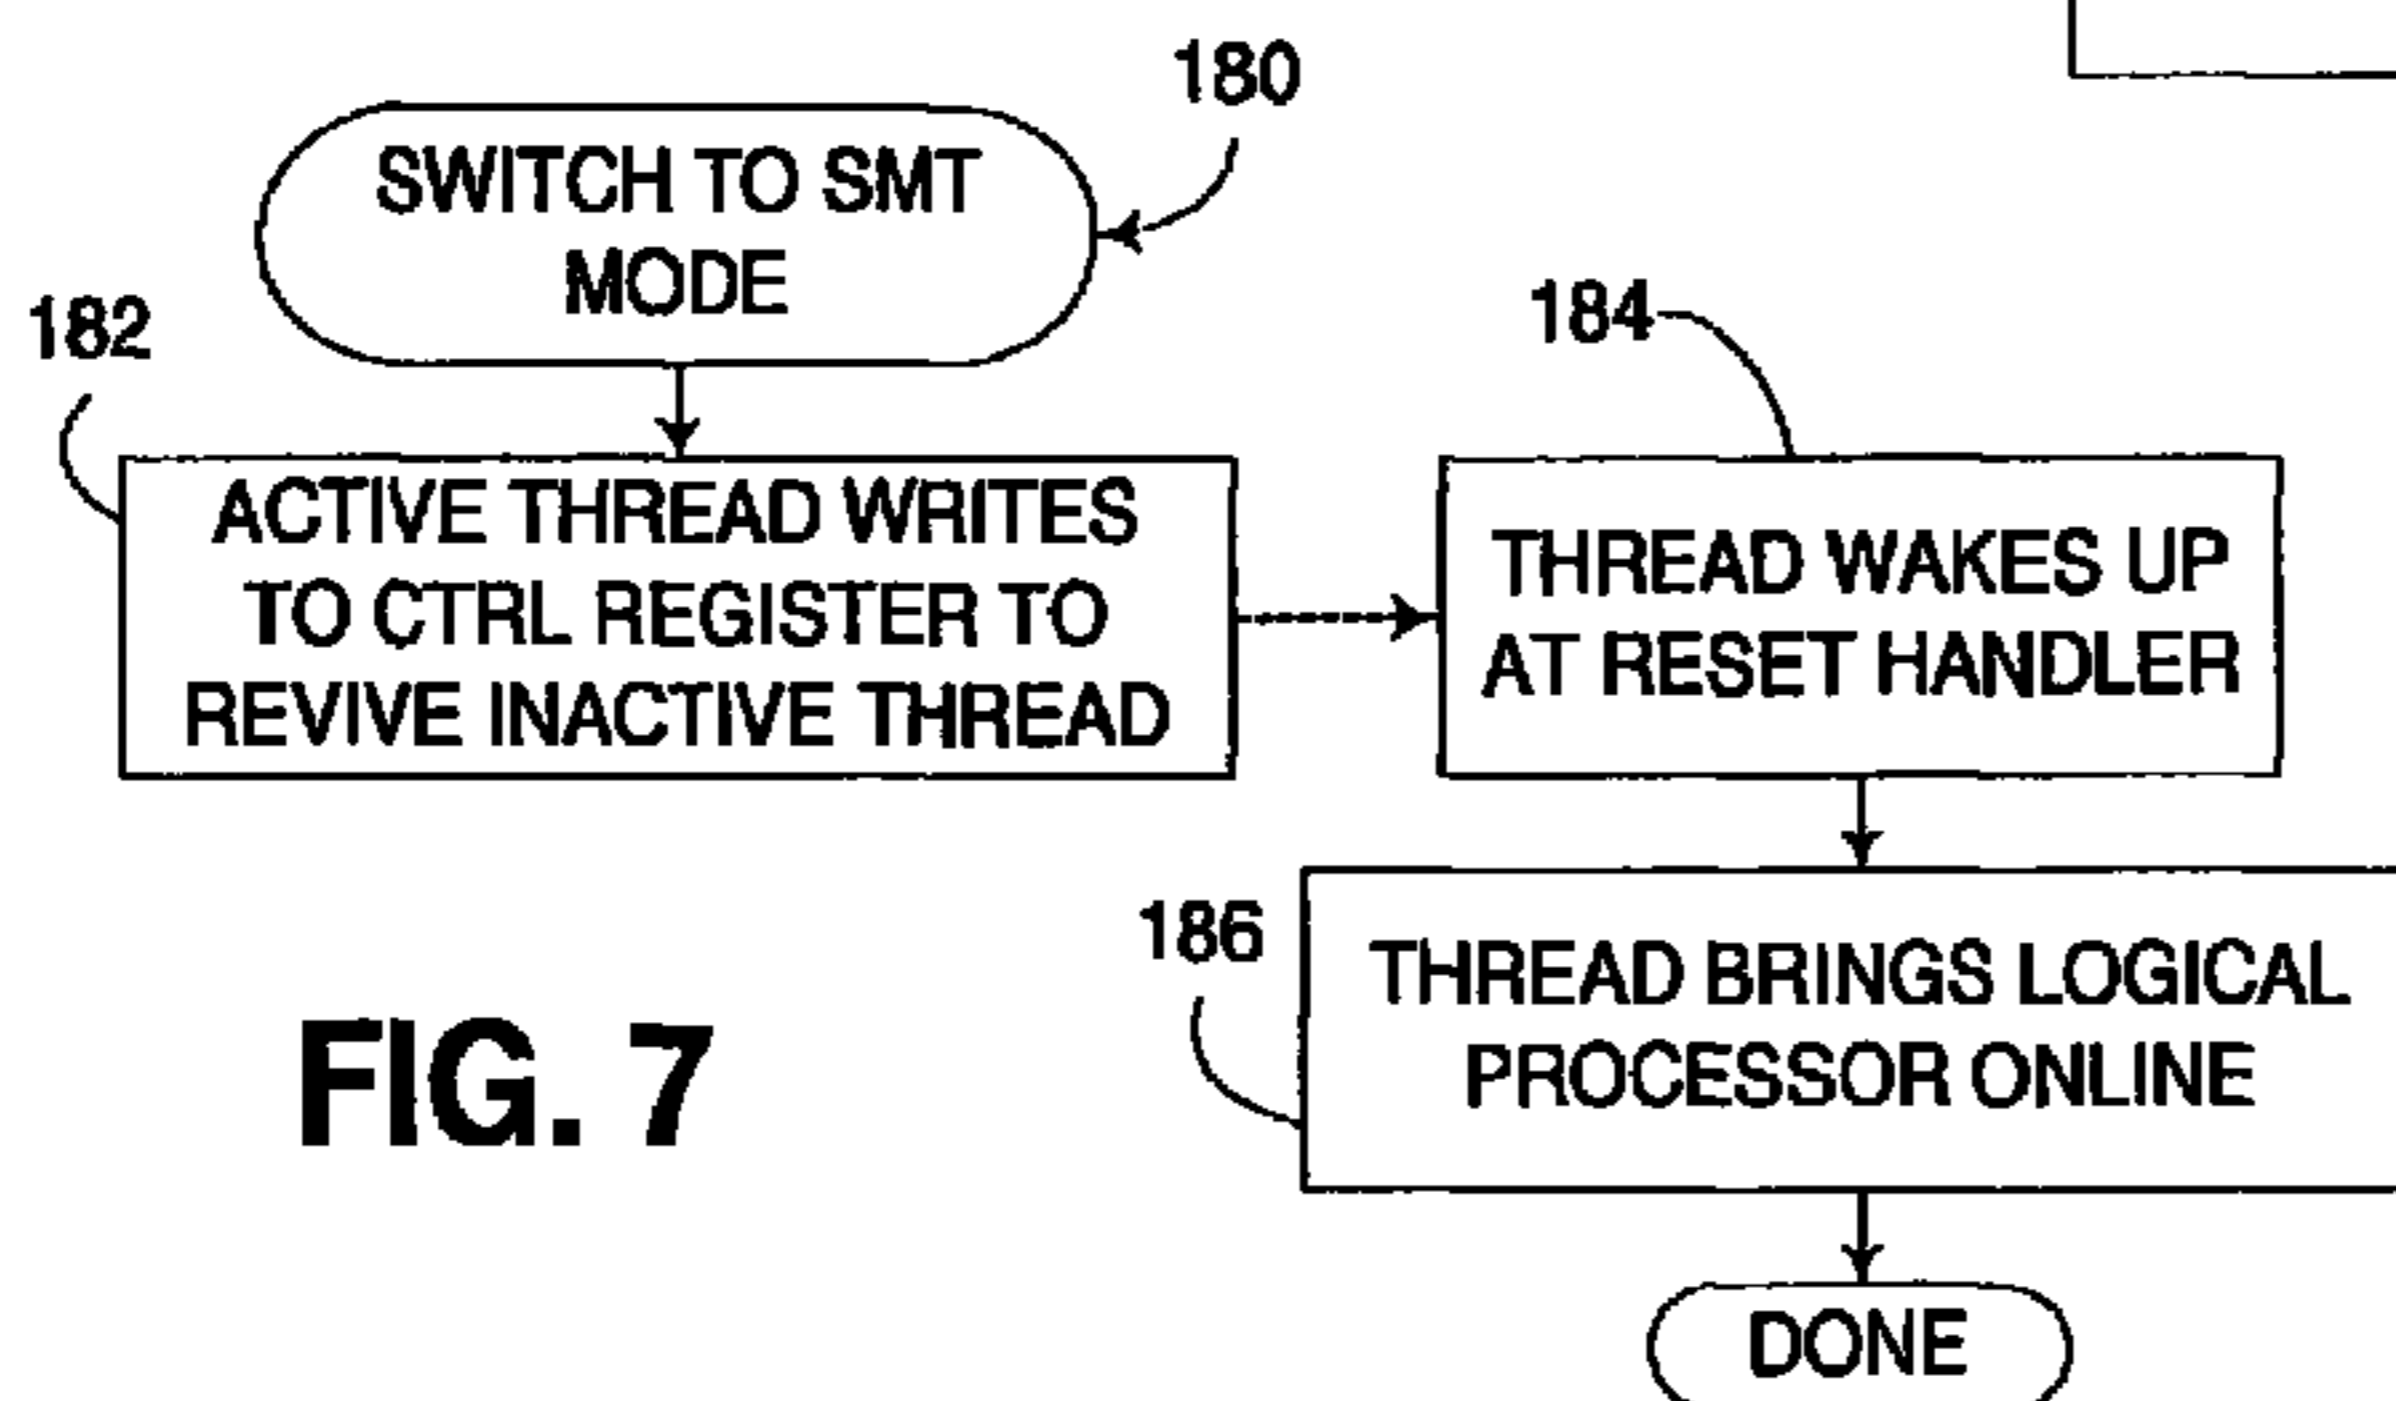 180
SWITCH TO SMT
MODE
182
184
ACTIVE THREAD WRITES
TO CTRL REGISTER TO
REVIVE INACTIVE THREAD
THREAD WAKES UP
AT RESET HANDLER
186
THREAD BRINGS LOGICAL
PROCESSOR ONLINE
FIG. 7
DONE